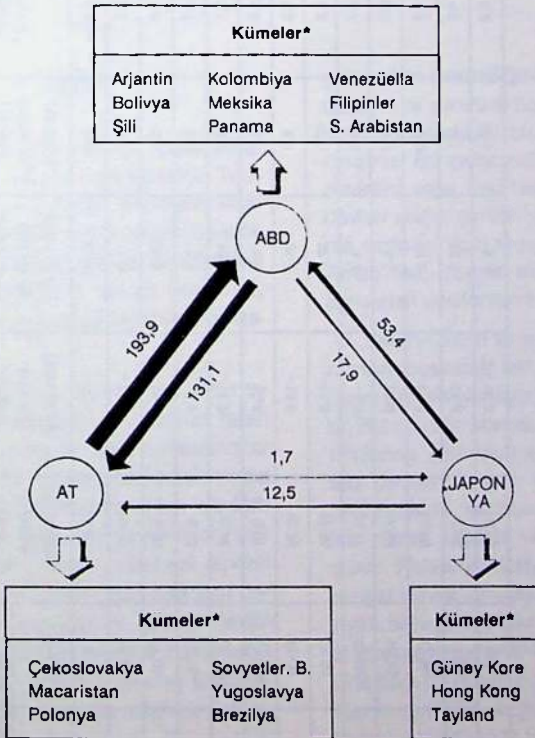 Kümeler*
Arjantin Kolombiya Venezüella
Bolivya Meksika Filipinler
Şili Panama S. Arabistan
ABD
193,9
131,1
53,4
17,9
1,7
12,5
AT
JAPON
YA
Kumeler*
Çekoslovakya Sovyetler. B.
Macaristan Yugoslavya
Polonya Brezilya
Kümeler*
Güney Kore
Hong Kong
Tayland